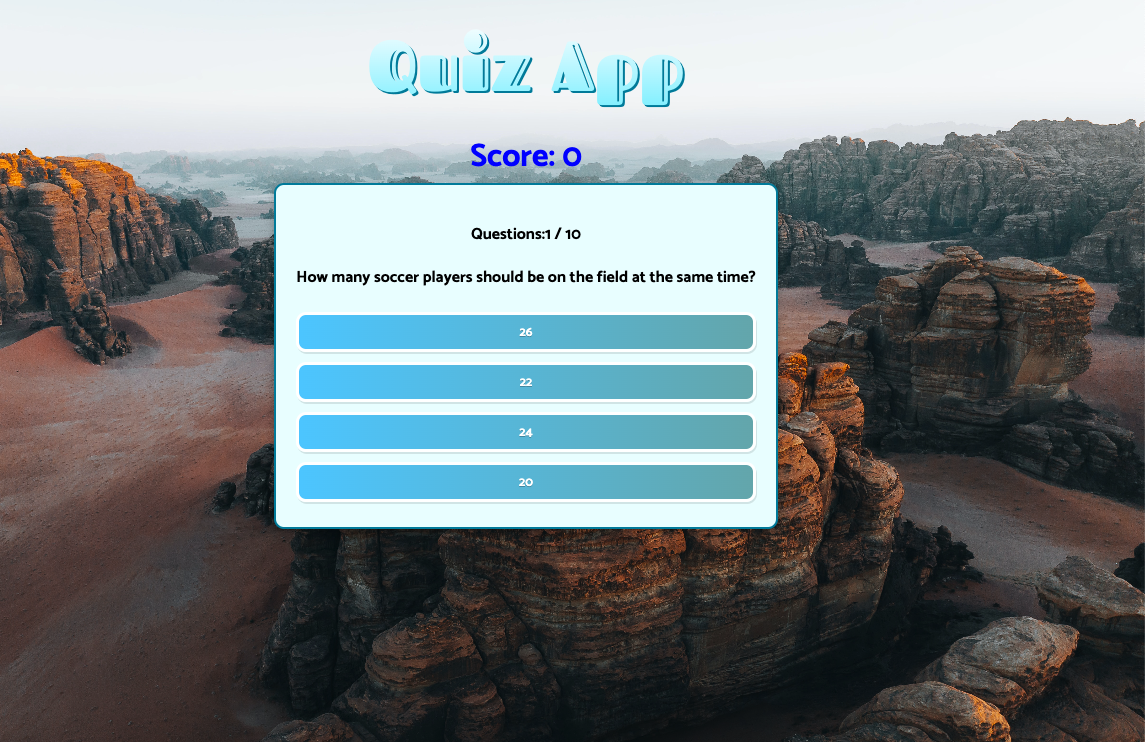 Quiz App
Score: 0
Questions:1 / 10
How many soccer players should be on the field at the same time?
26
22
24
20